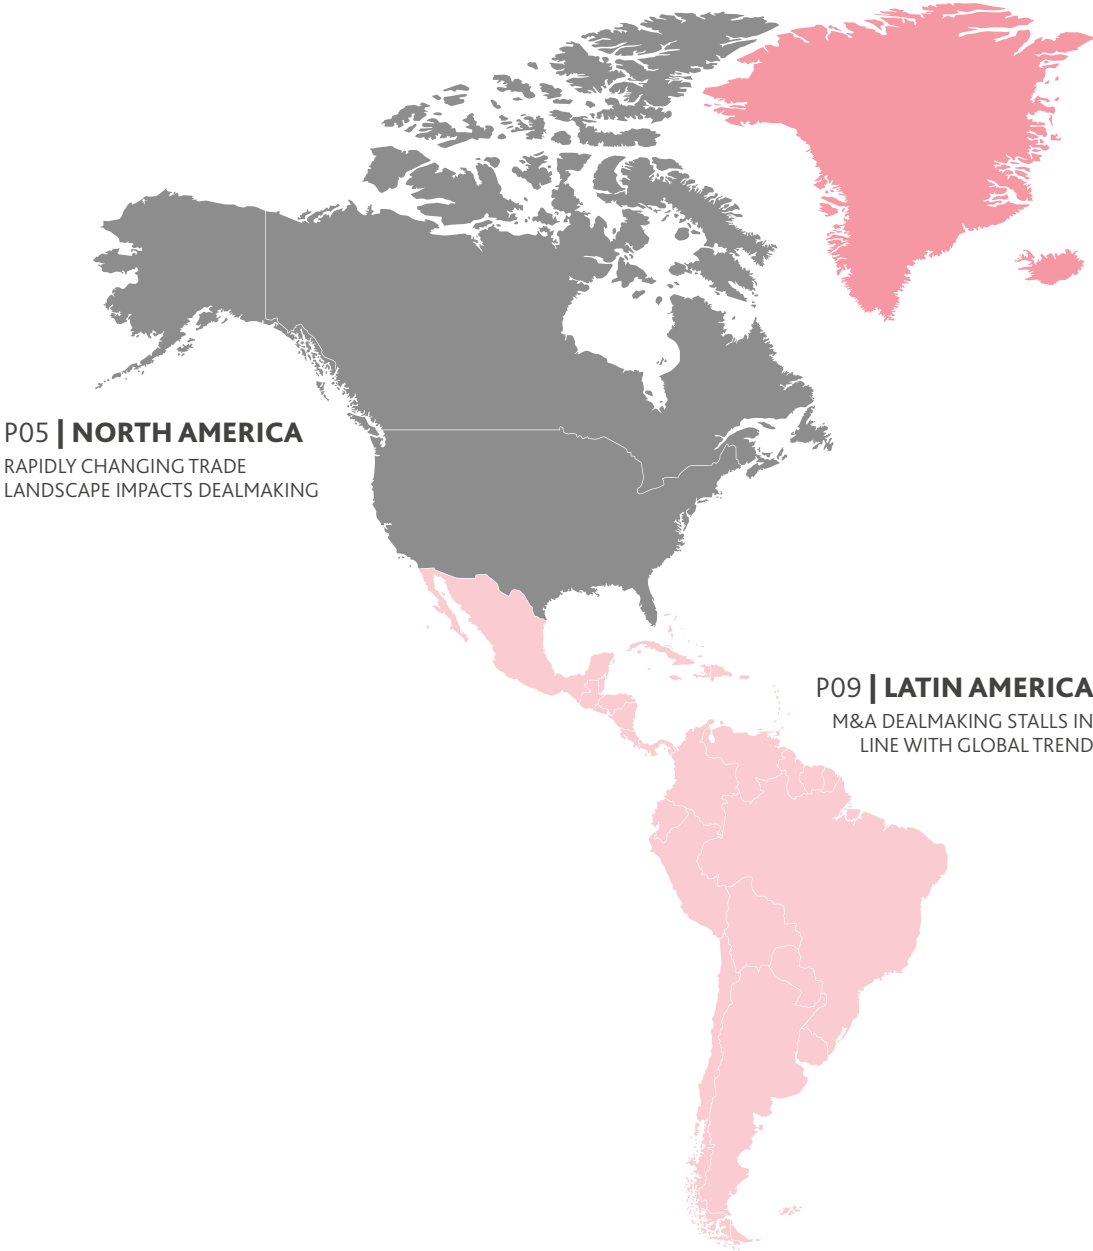 P05 | NORTH AMERICA
RAPIDLY CHANGING TRADE
LANDSCAPE IMPACTS DEALMAKING
P09 | LATIN AMERICA
M&A DEALMAKING STALLS IN
LINE WITH GLOBAL TREND